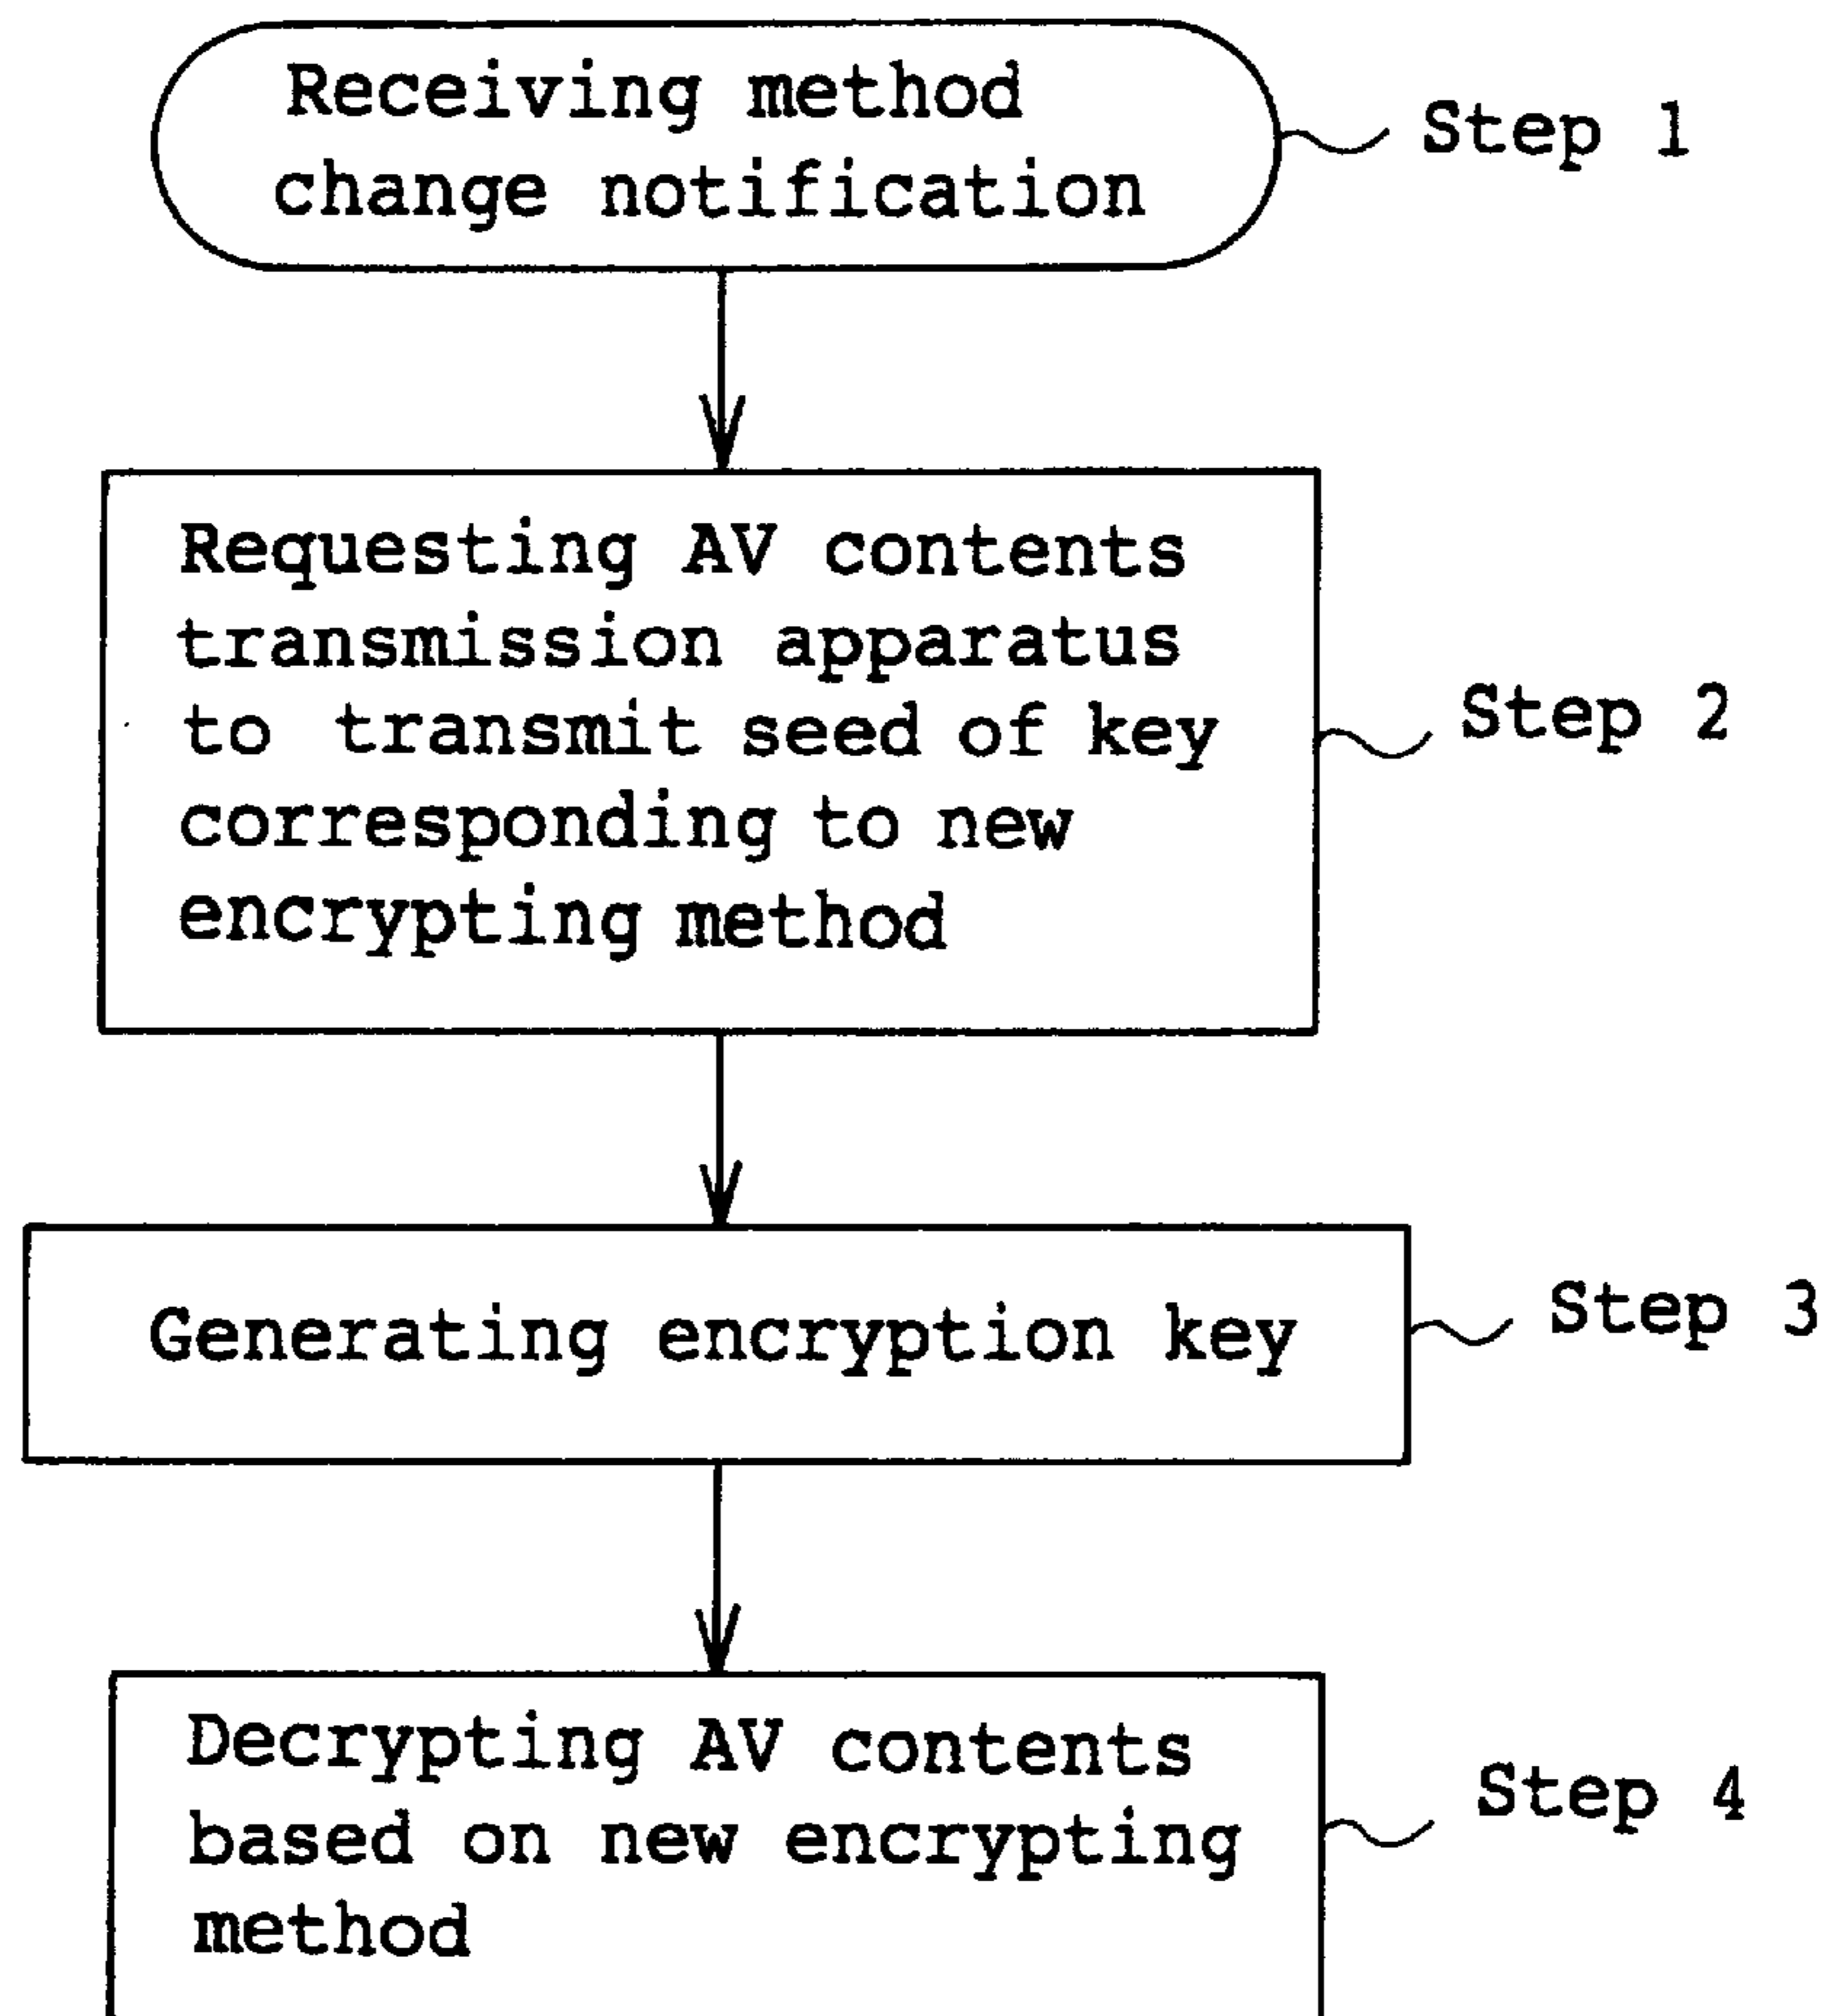 Receiving method
change notification
Step 1
Requesting AV contents
transmission apparatus
to transmit seed of key
corresponding to new
encrypting method
Step 2
Generating encryption key
Step 3
Decrypting AV contents
based on new encrypting
method
Step 4